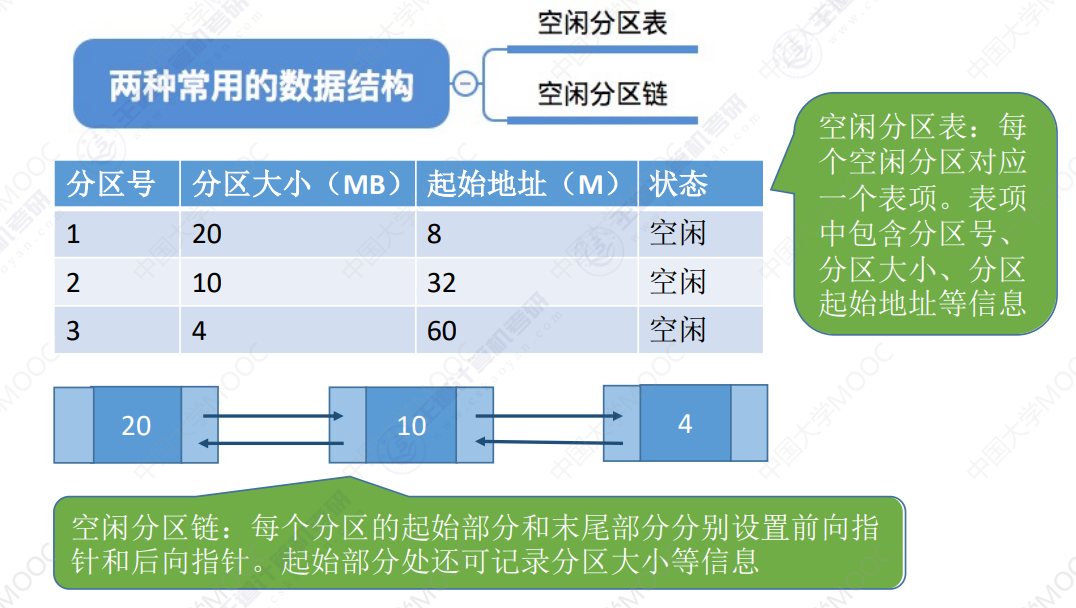 空闲分区表
两种常用的数据结构
空闲分区链
分区号 分区大小（MB） 起始地址（M） 状态
1 20 8 空闲
2 10 32 空闲
3 4 60 空闲
空闲分区表：每
个空闲分区对应
一个表项。表项
中包含分区号、
分区大小、分区
起始地址等信息
20 10 4
空闲分区链：每个分区的起始部分和末尾部分分别设置前向指
针和后向指针。起始部分处还可记录分区大小等信息
中国大学MOOC
王道计算机考研